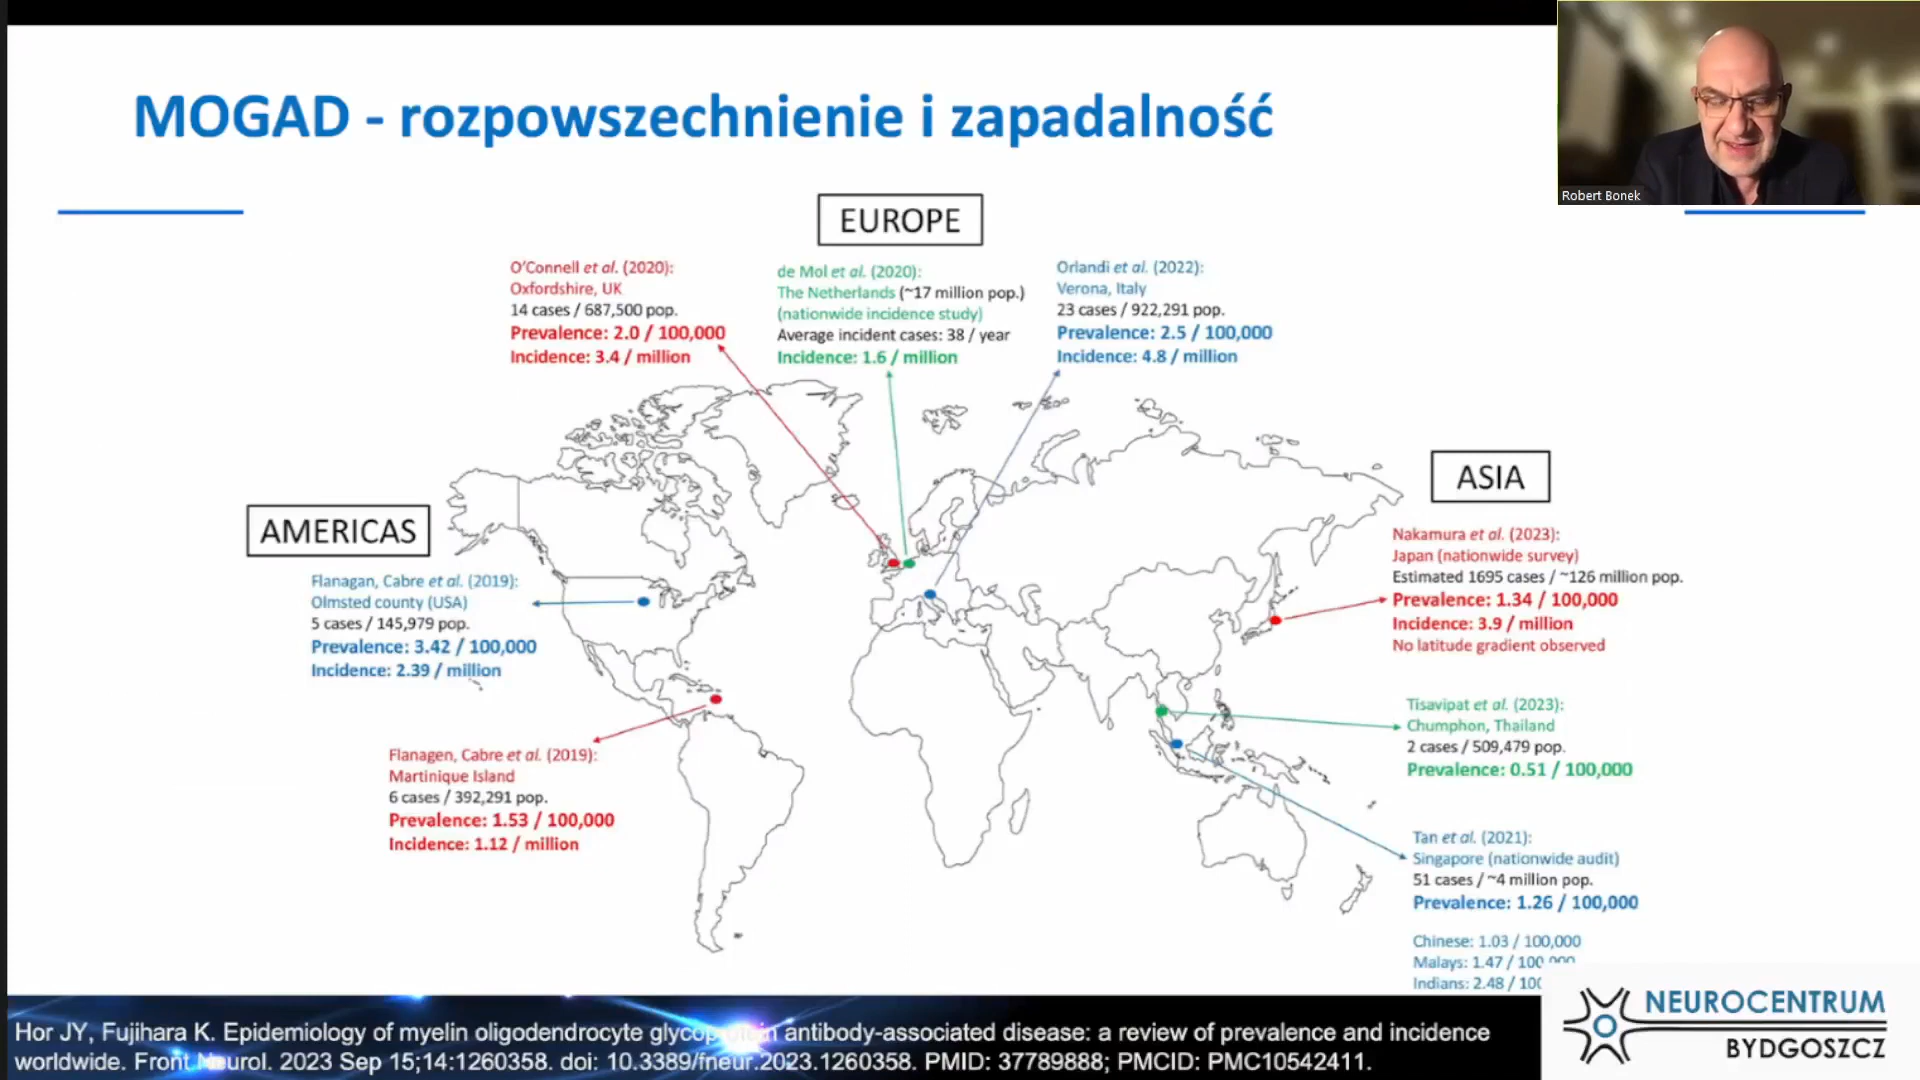 MOGAD - rozpowszechnienie i zapadalność
Robert Bonek
EUROPE
O'Connell et al. (2020):
Oxfordshire, UK
14 cases / 687,500 pop.
Prevalence: 2.0 / 100,000
Incidence: 3.4 / million
de Mol et al. (2020):
The Netherlands (~17 million pop.)
(nationwide incidence study)
Average incident cases: 38 / year
Incidence: 1.6 / million
Orlandi et al. (2022):
Verona, Italy
23 cases / 922,291 pop.
Prevalence: 2.5 / 100,000
Incidence: 4.8 / million
AMERICAS
Flanagan, Cabre et al. (2019):
Olmsted county (USA)
5 cases / 145,979 pop.
Prevalence: 3.42 / 100,000
Incidence: 2.39 / million
Flanagen, Cabre et al. (2019):
Martinique Island
6 cases / 392,291 pop.
Prevalence: 1.53 / 100,000
Incidence: 1.12 / million
ASIA
Nakamura et al. (2023):
Japan (nationwide survey)
Estimated 1695 cases / ~126 million pop.
Prevalence: 1.34 / 100,000
Incidence: 3.9 / million
No latitude gradient observed
Tisavipat et al. (2023):
Chumphon, Thailand
2 cases / 509,479 pop.
Prevalence: 0.51 / 100,000
Tan et al. (2021):
Singapore (nationwide audit)
51 cases / ~4 million pop.
Prevalence: 1.26 / 100,000
Chinese: 1.03 / 100,000
Malays: 1.47 /
Indians: 2.48 /
Hor JY, Fujihara K. Epidemiology of myelin oligodendrocyte glycoprotein antibody-associated disease: a review of prevalence and incidence
worldwide. Front Neurol. 2023 Sep 15;14:1260358. doi: 10.3389/fneur.2023.1260358. PMID: 37789888; PMCID: PMC10542411.
NEUROCENTRUM
BYDGOSZCZ